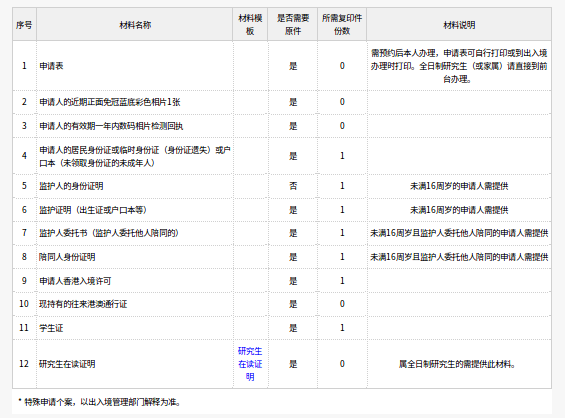 序号 材料名称 材料模板 是否需要原件 所需复印件份数 材料说明
1 申请表 是 0 需预约后本人办理，申请表可自行打印或到出入境办理时打印。全日制研究生（或家属）请直接到前台办理。
2 申请人的近期正面免冠蓝底彩色相片1张 是 0
3 申请人的有效期一年内数码相片检测回执 是 0
4 申请人的居民身份证或临时身份证（身份证遗失）或户口本（未领取身份证的未成年人） 是 1
5 监护人的身份证明 否 1 未满16周岁的申请人需提供
6 监护证明（出生证或户口本等） 是 1 未满16周岁的申请人需提供
7 监护人委托书（监护人委托他人陪同的） 是 1 未满16周岁且监护人委托他人陪同的申请人需提供
8 陪同人身份证明 是 1 未满16周岁且监护人委托他人陪同的申请人需提供
9 申请人香港入境许可 是 1
10 现持有的往来港澳通行证 是 0
11 学生证 是 1
12 研究生在读证明 研究生在读证明 是 0 属全日制研究生的需提供此材料。
* 特殊申请个案，以出入境管理部门解释为准。